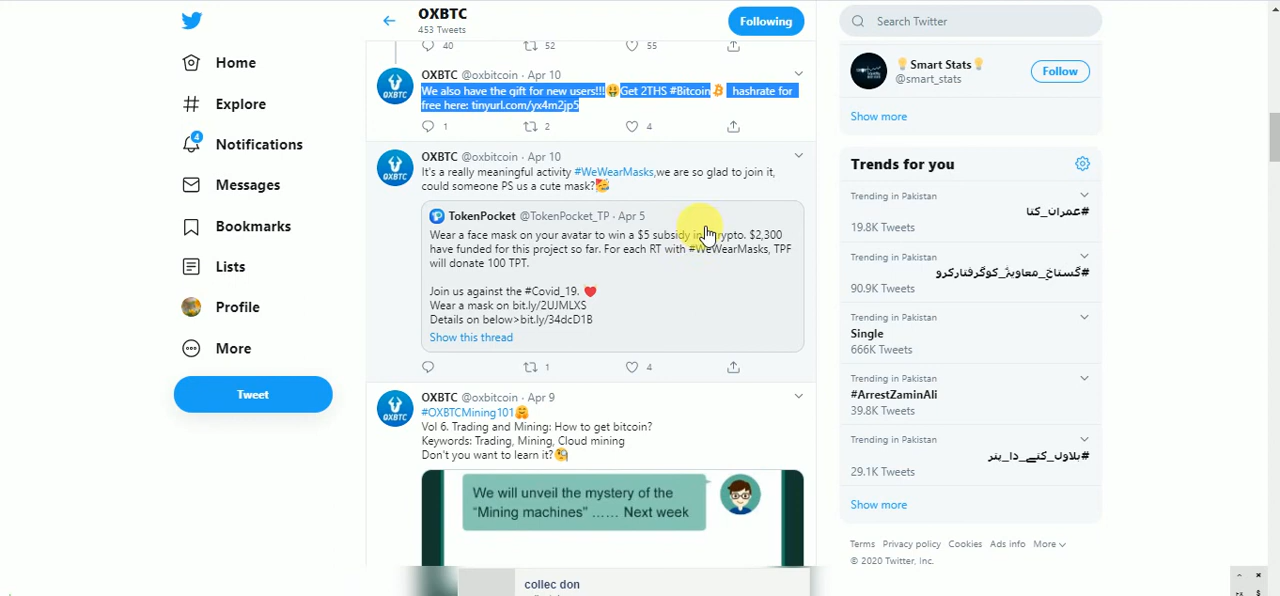 OXBTC
453 Tweets
Following
Search Twitter
Home
Explore
4
Notifications
Messages
Bookmarks
Lists
Profile
More
Tweet
40 52 55
OXBTC @oxbitcoin · Apr 10
We also have the gift for new users!!!🤑Get 2THS #Bitcoin hashrate for
free here: tinyurl.com/yx4m2jp5
1 2 4
OXBTC @oxbitcoin · Apr 10
It's a really meaningful activity #WeWearMasks,we are so glad to join it,
could someone PS us a cute mask?🥰
TokenPocket @TokenPocket_TP · Apr 5
Wear a face mask on your avatar to win a $5 subsidy in crypto. $2,300
have funded for this project so far. For each RT with #WeWearMasks, TPF
will donate 100 TPT.
Join us against the #Covid_19. ❤️
Wear a mask on bit.ly/2UJMLXS
Details on below>bit.ly/34dcD1B
Show this thread
1 4
OXBTC @oxbitcoin · Apr 9
#OXBTCMining101🤗
Vol 6. Trading and Mining: How to get bitcoin?
Keywords: Trading, Mining, Cloud mining
Don't you want to learn it?🧐
OXBTC
We will unveil the mystery of the
“Mining machines” …… Next week
collec don
💡Smart Stats💡
@smart_stats
Follow
Show more
Trends for you
Trending in Pakistan
#عمران_کتا
19.8K Tweets
Trending in Pakistan
#گستاخ_معاویہؓ_کوگرفتارکرو
90.9K Tweets
Trending in Pakistan
Single
666K Tweets
Trending in Pakistan
#ArrestZaminAli
39.8K Tweets
Trending in Pakistan
29.1K Tweets
Show more
Terms Privacy policy Cookies Ads info More
© 2020 Twitter, Inc.